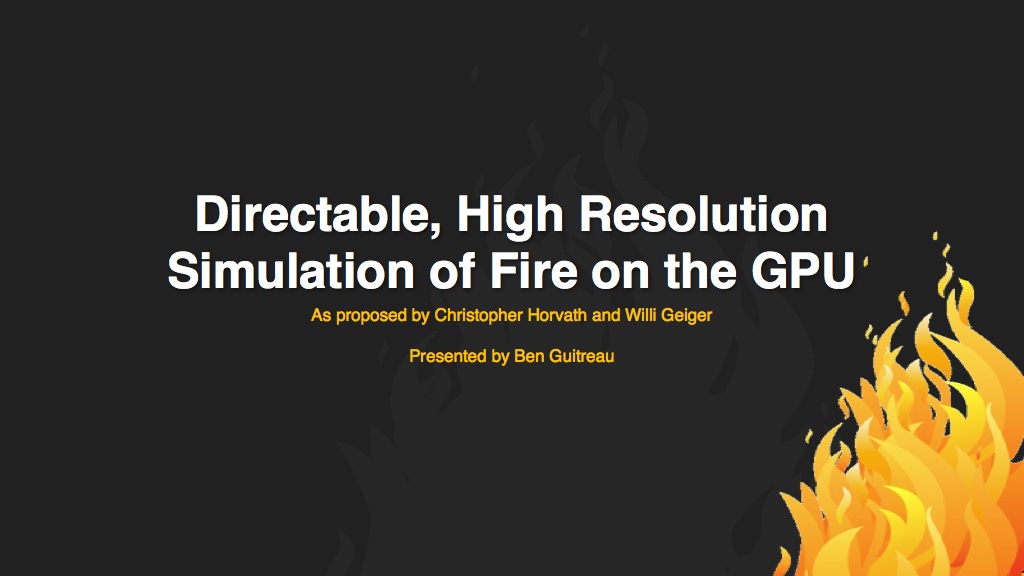 Directable, High Resolution
Simulation of Fire on the GPU
As proposed by Christopher Horvath and Willi Geiger
Presented by Ben Guitreau